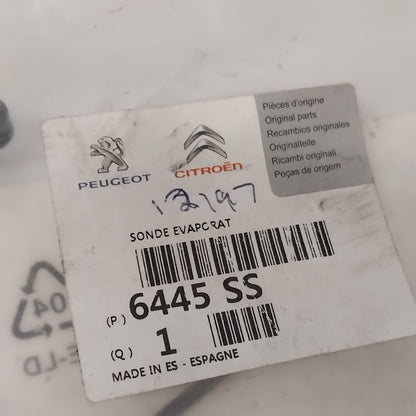 PEUGEOT
CITROËN
Pièces d'origine
Original parts
Recambios originales
Originalteile
Ricambi originali
Peças de origem
SONDE EVAPORAT
(P) 6445 SS
(Q) 1
MADE IN ES - ESPAGNE
04